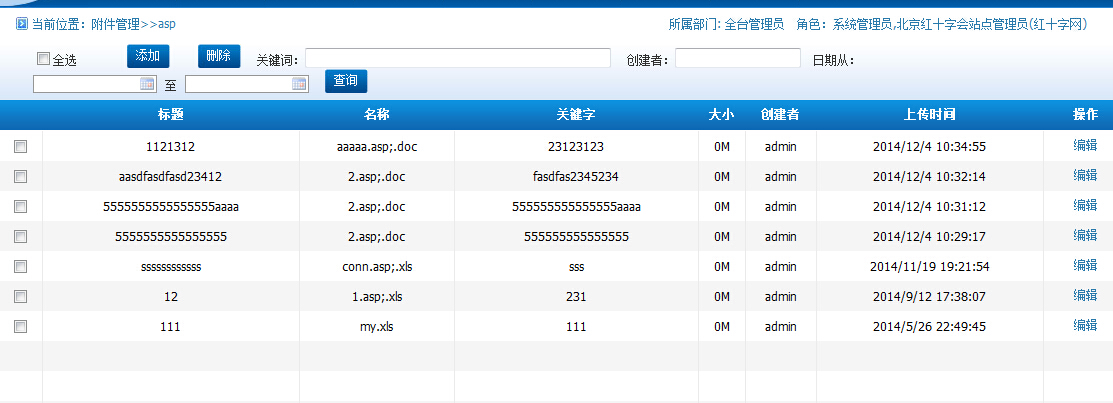 当前位置: 附件管理>>asp 所属部门: 全台管理员 角色: 系统管理员,北京红十字会站点管理员(红十字网)
全选 添加 删除 关键词: 创建者: 日期从:
至 查询
标题 名称 关键字 大小 创建者 上传时间 操作
1121312 aaaaa.asp;.doc 23123123 0M admin 2014/12/4 10:34:55 编辑
aasdfasdfasd23412 2.asp;.doc fasdfas2345234 0M admin 2014/12/4 10:32:14 编辑
5555555555555555aaaa 2.asp;.doc 555555555555555aaaa 0M admin 2014/12/4 10:31:12 编辑
5555555555555555 2.asp;.doc 555555555555555 0M admin 2014/12/4 10:29:17 编辑
ssssssssssss conn.asp;.xls sss 0M admin 2014/11/19 19:21:54 编辑
12 1.asp;.xls 231 0M admin 2014/9/12 17:38:07 编辑
111 my.xls 111 0M admin 2014/5/26 22:49:45 编辑